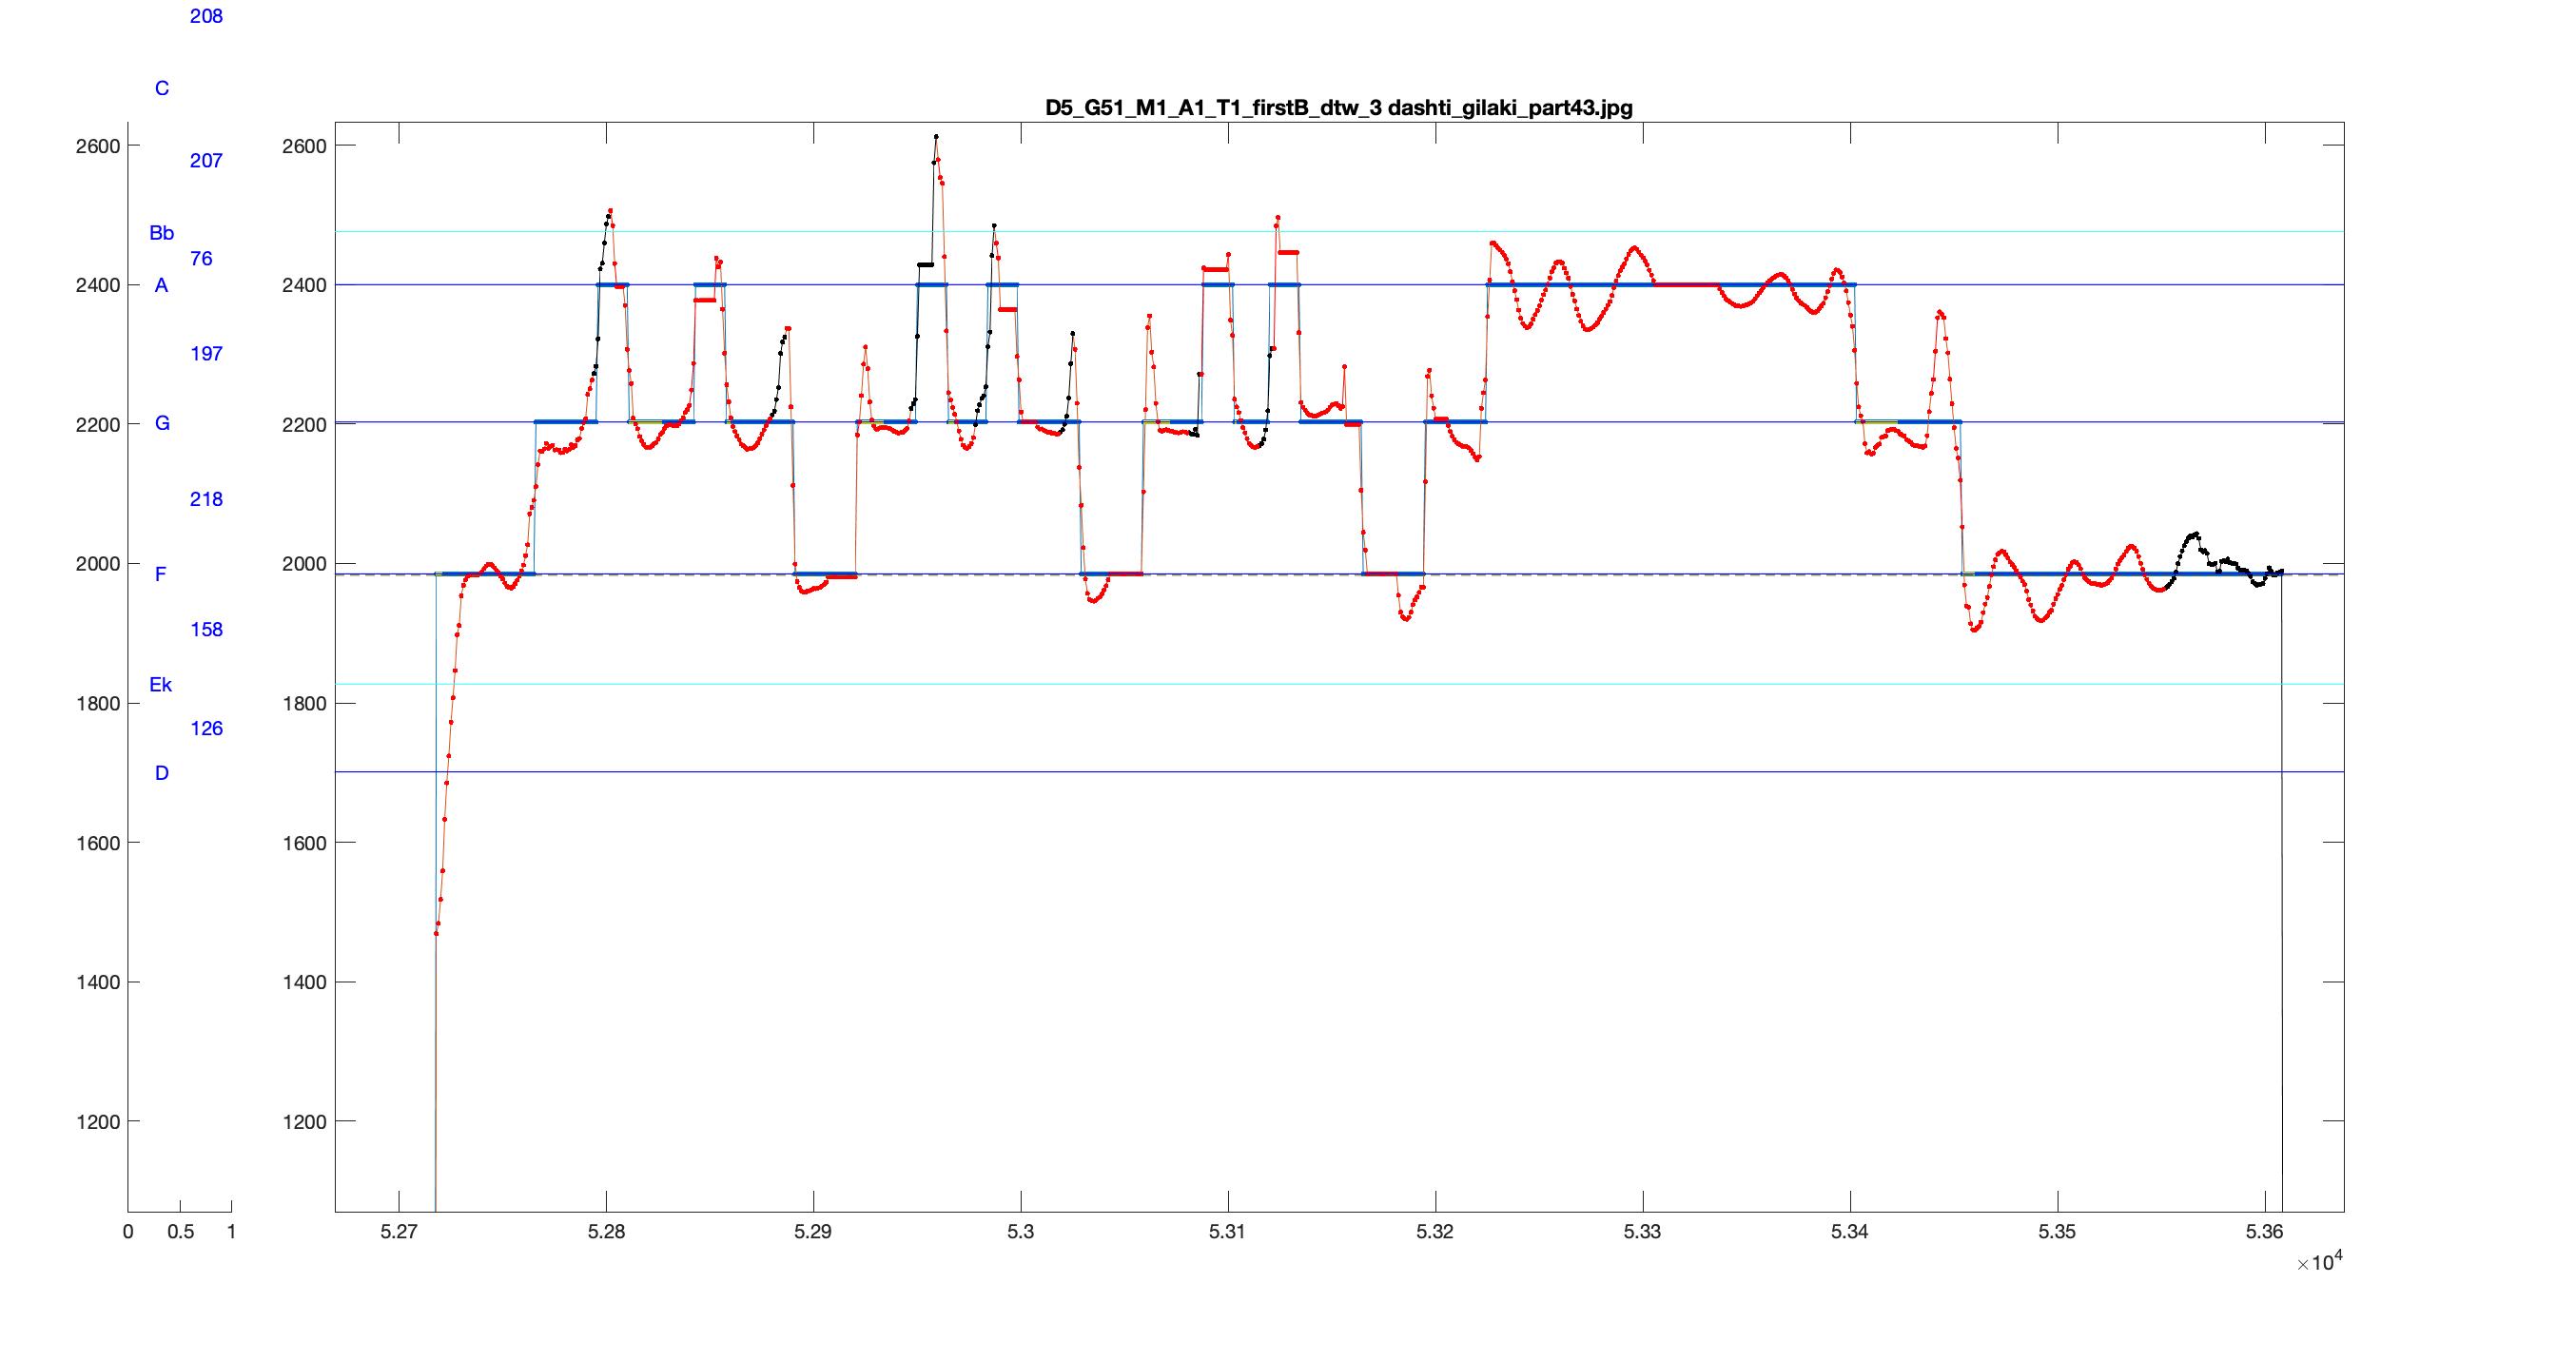 208
C
D5_G51_M1_A1_T1_firstB_dtw_3 dashti_gilaki_part43.jpg
2600 207 2600
Bb
76
2400 A 2400
197
2200 G 2200
218
2000 F 2000
158
Ek
1800 1800
126
D
1600 1600
1400 1400
1200 1200
0 0.5 1 5.27 5.28 5.29 5.3 5.31 5.32 5.33 5.34 5.35 5.36
×10⁴